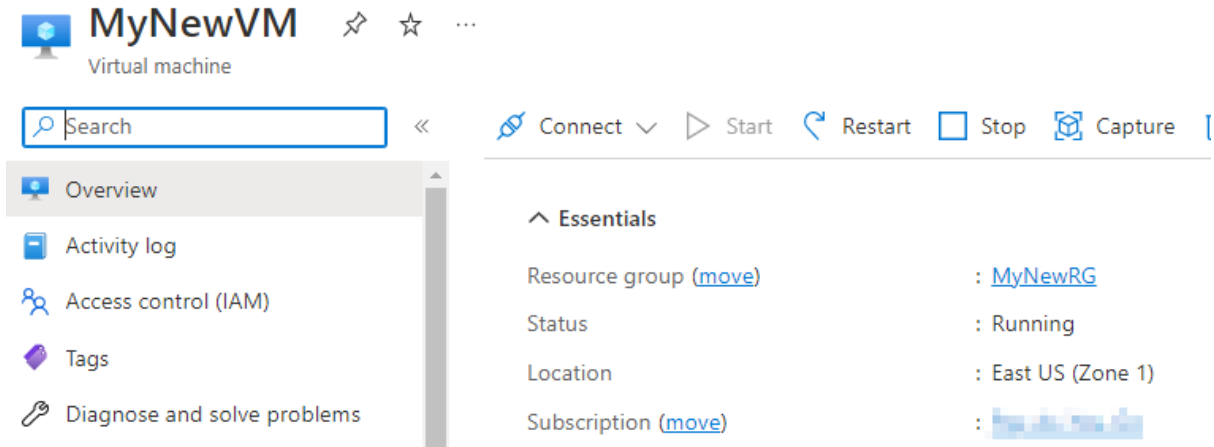 MyNewVM
Virtual machine
Search
Connect Start Restart Stop Capture
Overview
Activity log
Access control (IAM)
Tags
Diagnose and solve problems
Essentials
Resource group (move) : MyNewRG
Status : Running
Location : East US (Zone 1)
Subscription (move) :